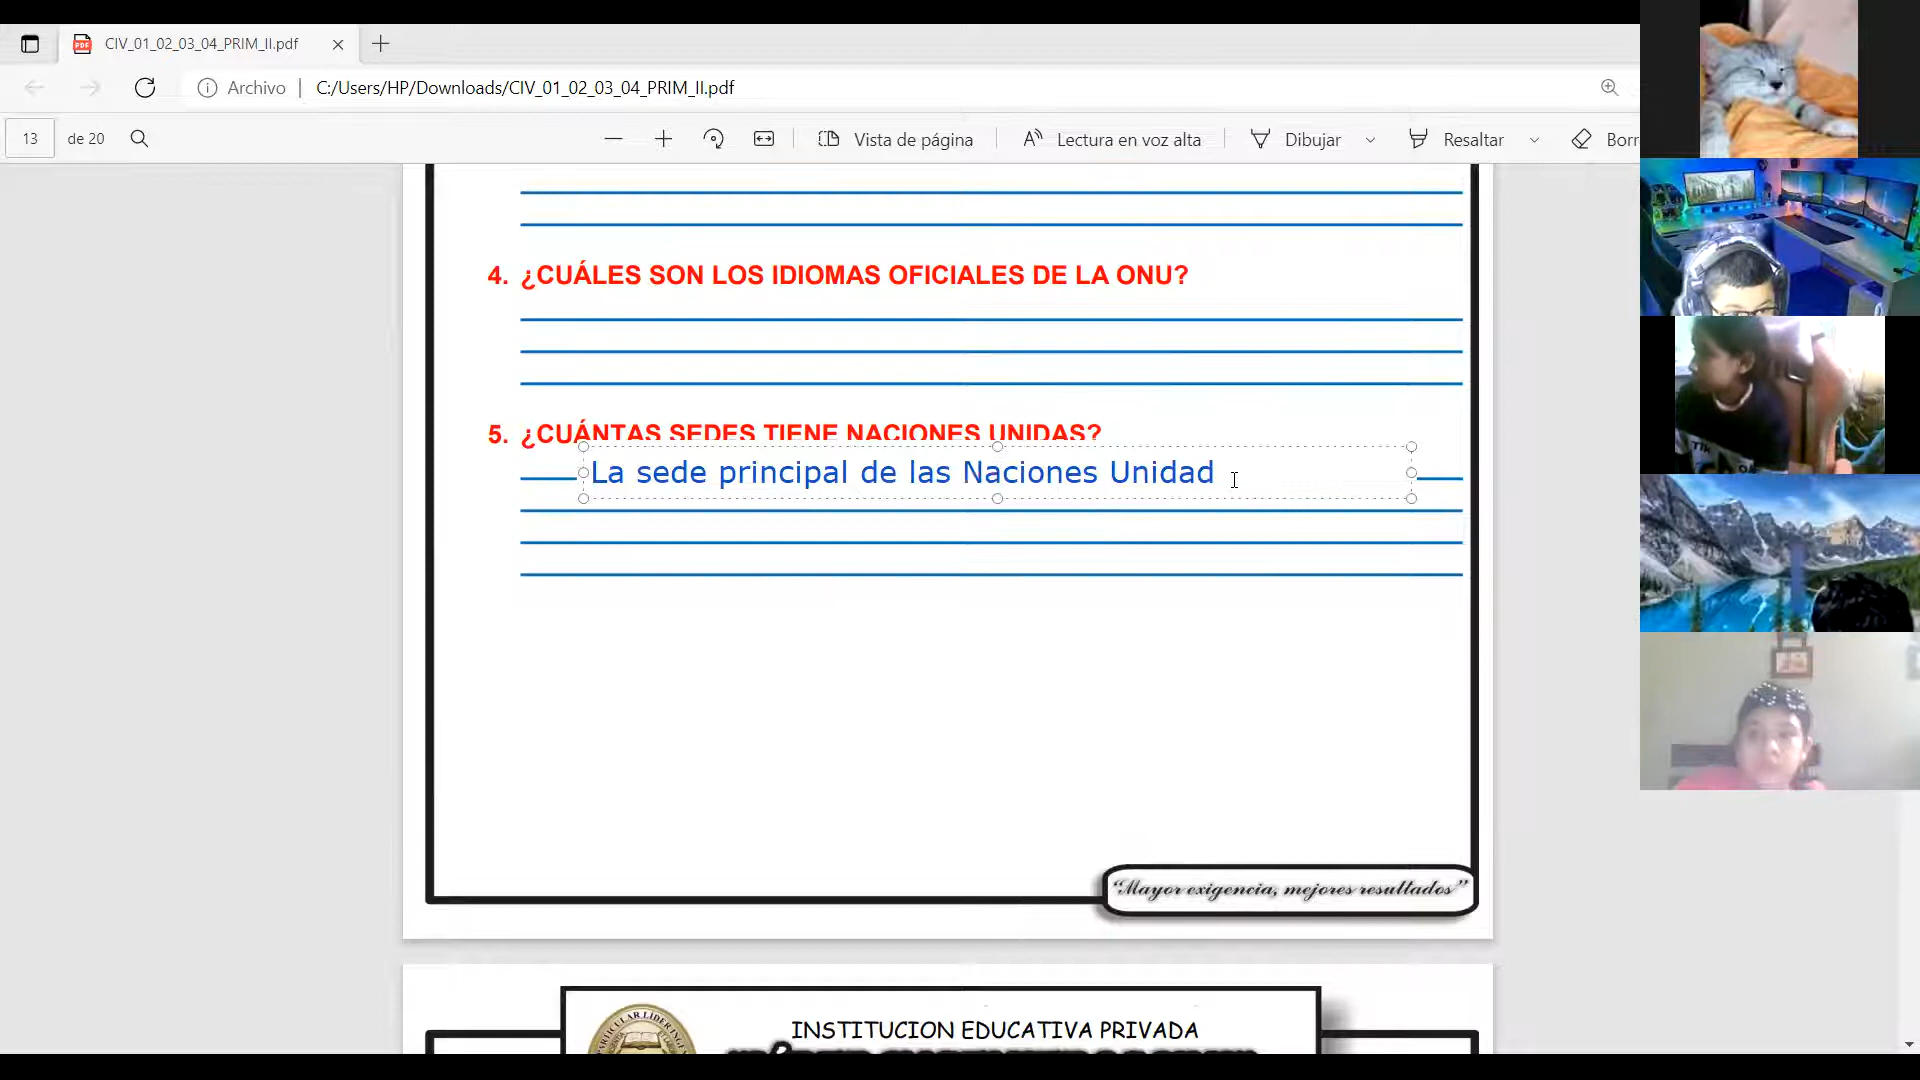 CIV_01_02_03_04_PRIM_II.pdf
Archivo
C:/Users/HP/Downloads/CIV_01_02_03_04_PRIM_II.pdf
13
de 20
Vista de página
Lectura en voz alta
Dibujar
Resaltar
Borr
4. ¿CUÁLES SON LOS IDIOMAS OFICIALES DE LA ONU?
5. ¿CUÁNTAS SEDES TIENE NACIONES UNIDAS?
La sede principal de las Naciones Unidad
"Mayor exigencia, mejores resultados"
INSTITUCION EDUCATIVA PRIVADA